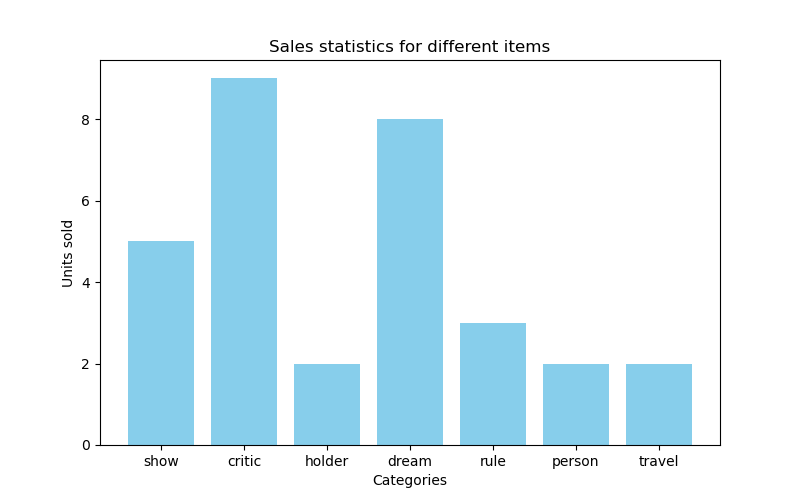 Sales statistics for different items
Units sold
8
6
4
2
0
show critic holder dream rule person travel
Categories